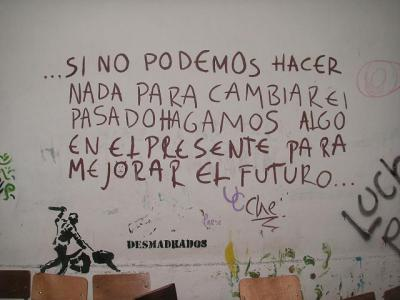 ...SI NO PODEMOS HACER
NADA PARA CAMBIAR EL
PASADO HAGAMOS ALGO
EN EL PRESENTE PARA
MEJORAR EL FUTURO...
Che
DESMADRADOS
LUCH